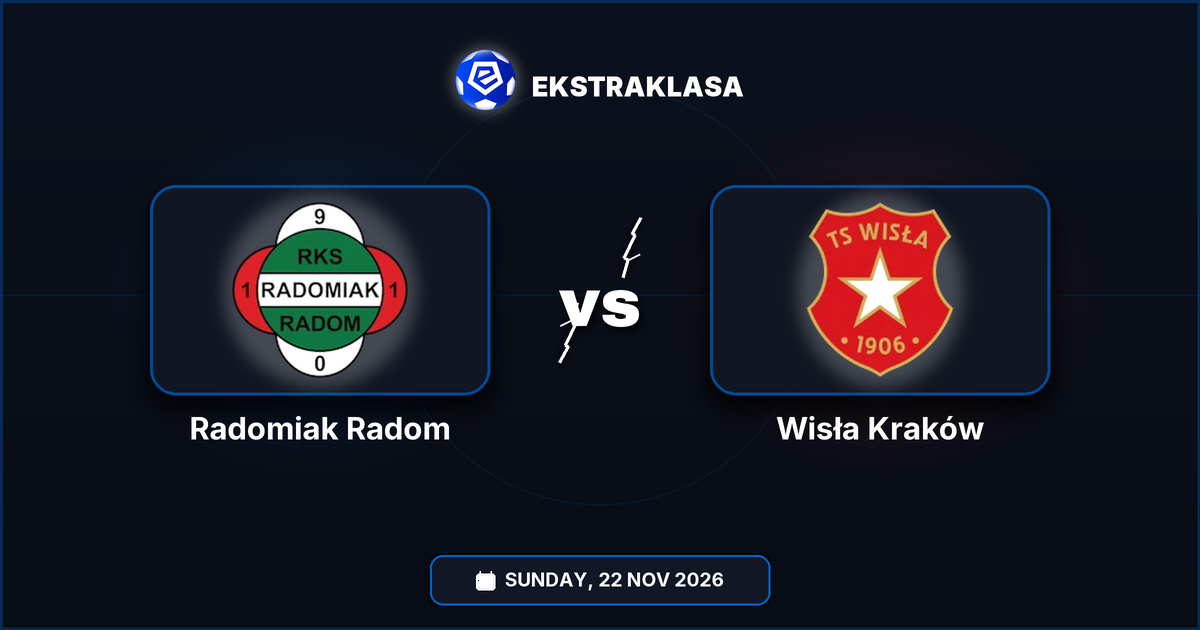 EKSTRAKLASA
9
RKS
1 RADOMIAK 1
RADOM
0
VS
TS WISŁA
• 1906 •
Radomiak Radom
Wisła Kraków
SUNDAY, 22 NOV 2026